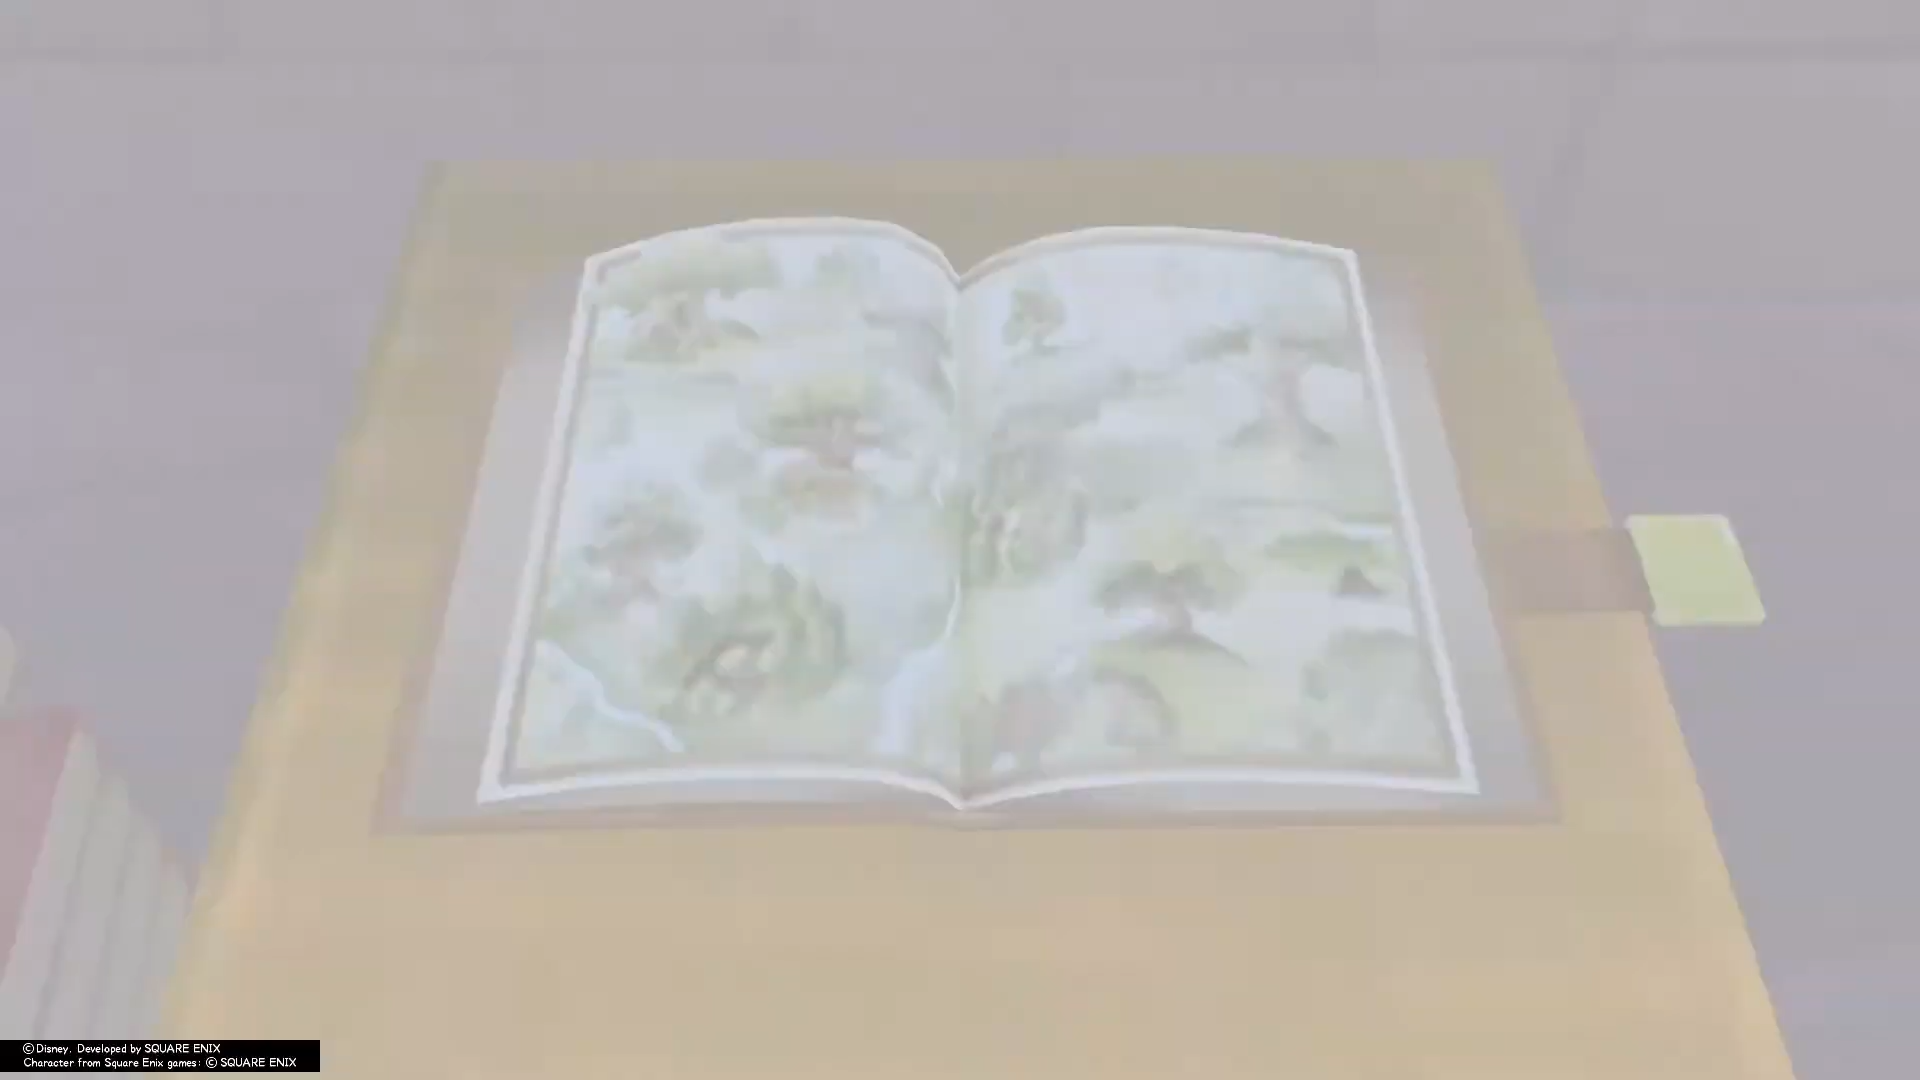 ©Disney. Developed by SQUARE ENIX
Character from Square Enix games: © SQUARE ENIX